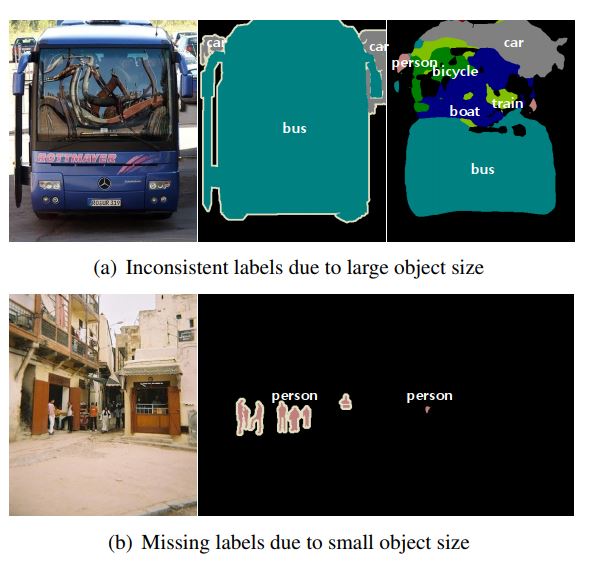 car
car
bus
person
bicycle
car
boat
train
bus
ROTTMAYER
(a) Inconsistent labels due to large object size
person
person
(b) Missing labels due to small object size